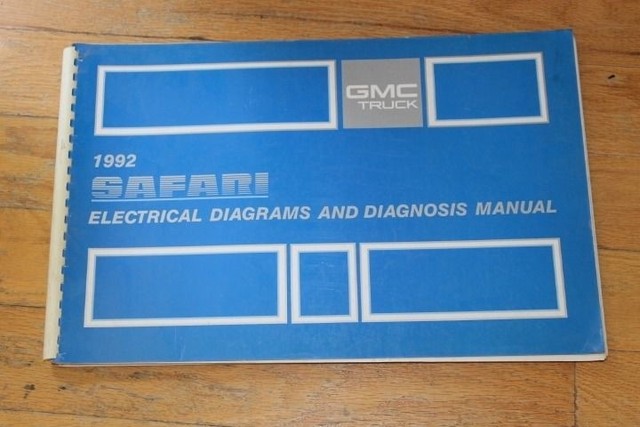 GMC
TRUCK
1992
SAFARI
ELECTRICAL DIAGRAMS AND DIAGNOSIS MANUAL